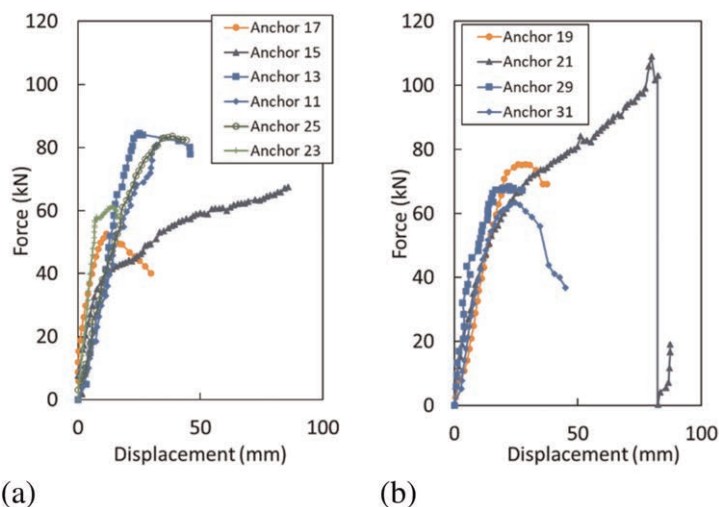 120
100
80
60
40
20
0
Force (kN)
0
50
100
Displacement (mm)
Anchor 17
Anchor 15
Anchor 13
Anchor 11
Anchor 25
Anchor 23
(a)
120
100
80
60
40
20
0
Force (kN)
0
50
100
Displacement (mm)
Anchor 19
Anchor 21
Anchor 29
Anchor 31
(b)